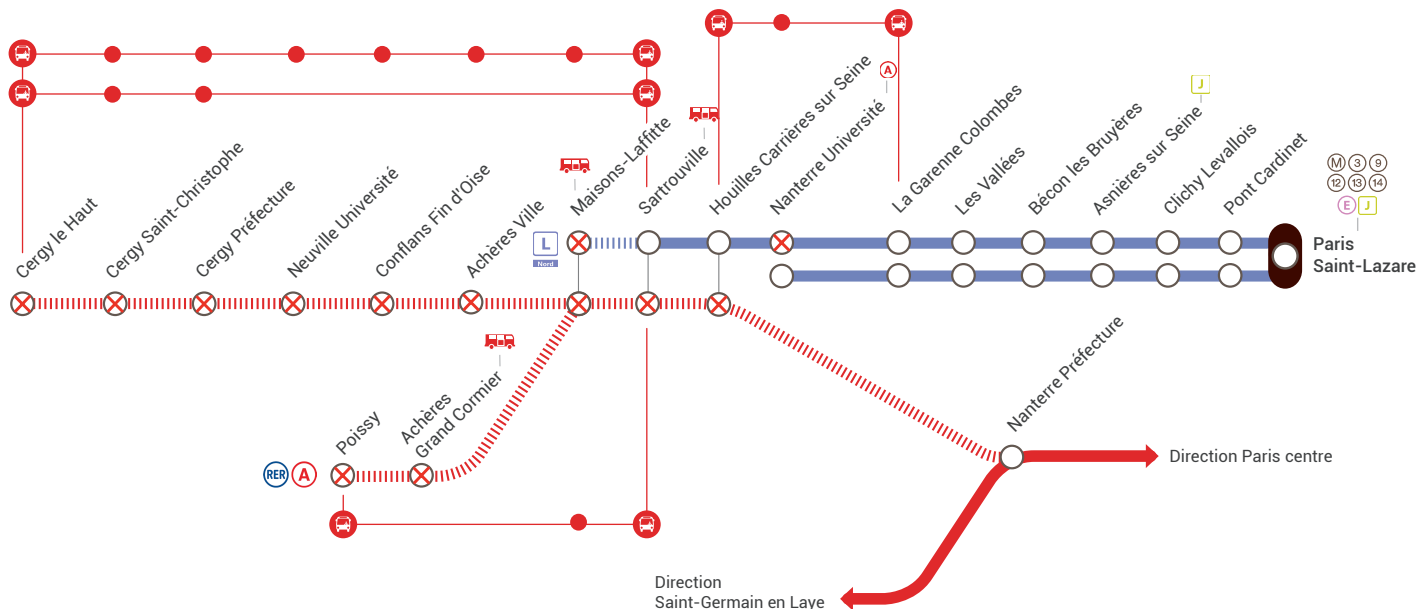 Cergy le Haut
Cergy Saint-Christophe
Cergy Préfecture
Neuville Université
Conflans Fin d'Oise
Achères Ville
Maisons-Laffitte
Sartrouville
Houilles Carrières sur Seine
Nanterre Université
La Garenne Colombes
Les Vallées
Bécon les Bruyères
Asnières sur Seine
Clichy Levallois
Pont Cardinet
A
J
M 3 9
12 13 14
E J
L
Nord
Paris
Saint-Lazare
Poissy
Achères
Grand Cormier
RER A
Nanterre Préfecture
Direction Paris centre
Direction
Saint-Germain en Laye